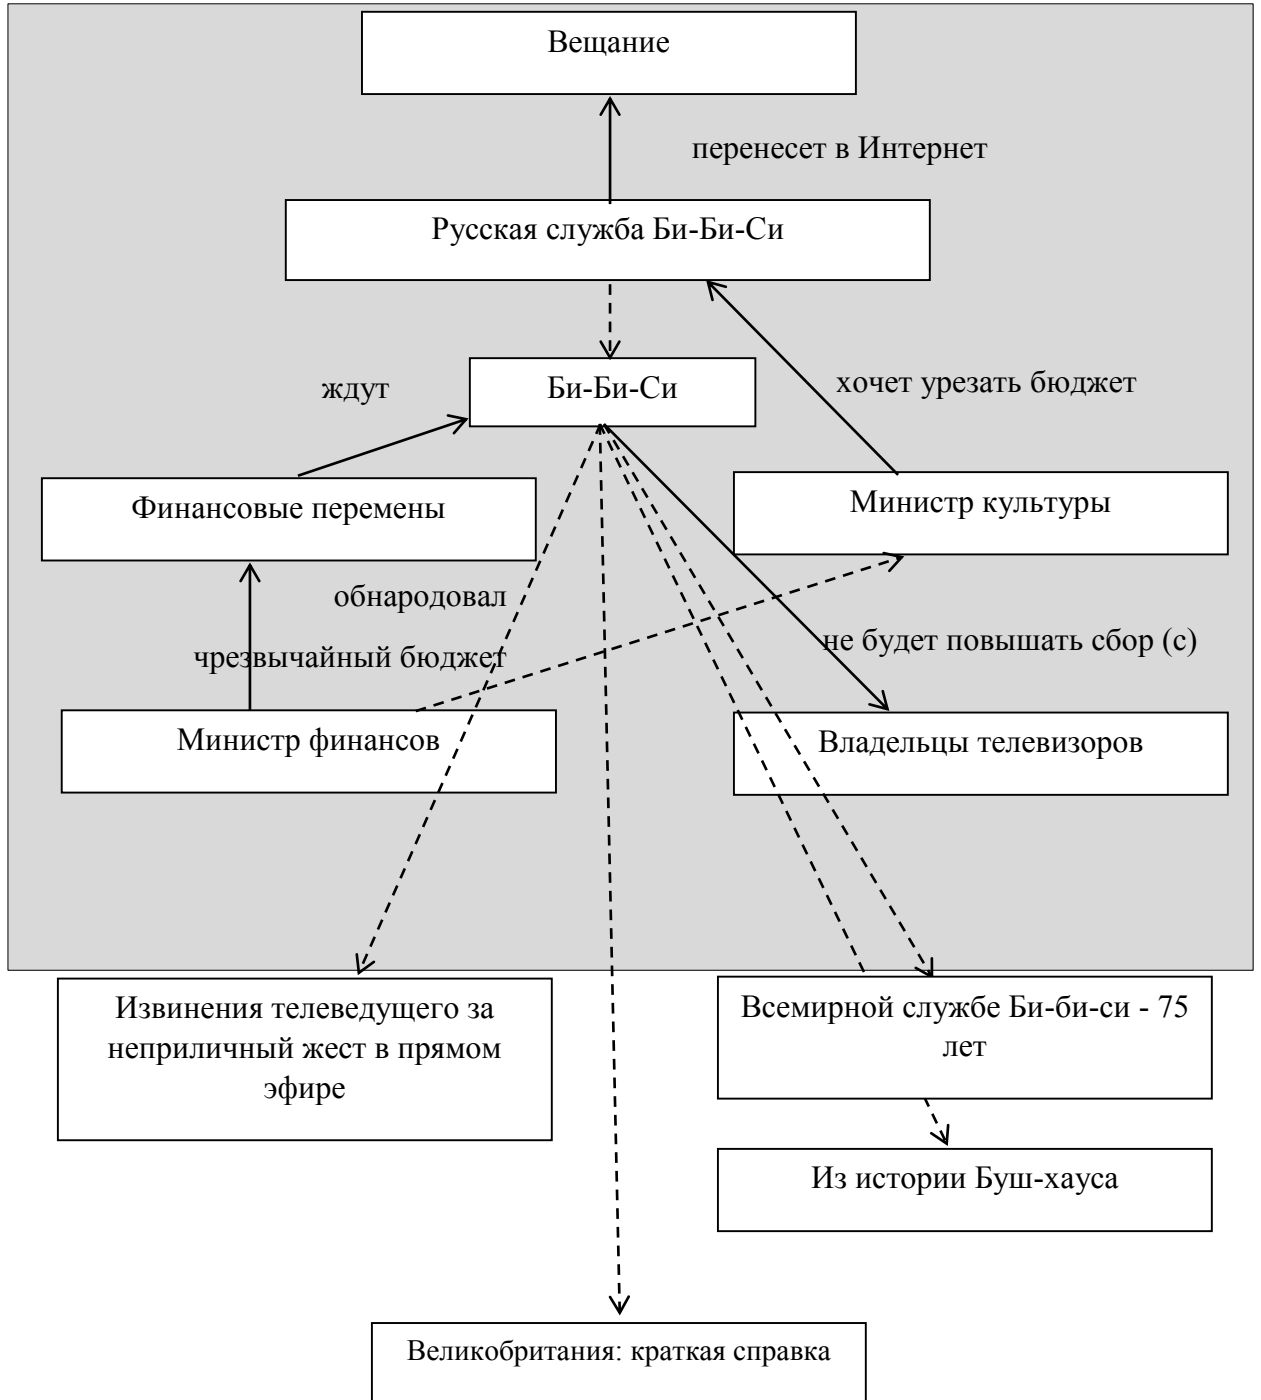 Вещание
перенесет в Интернет
Русская служба Би-Би-Си
ждут
Би-Би-Си
хочет урезать бюджет
Финансовые перемены
Министр культуры
обнародовал
чрезвычайный бюджет
не будет повышать сбор (с)
Министр финансов
Владельцы телевизоров
Извинения телеведущего за
неприличный жест в прямом
эфире
Всемирной службе Би-би-си - 75
лет
Из истории Буш-хауса
Великобритания: краткая справка